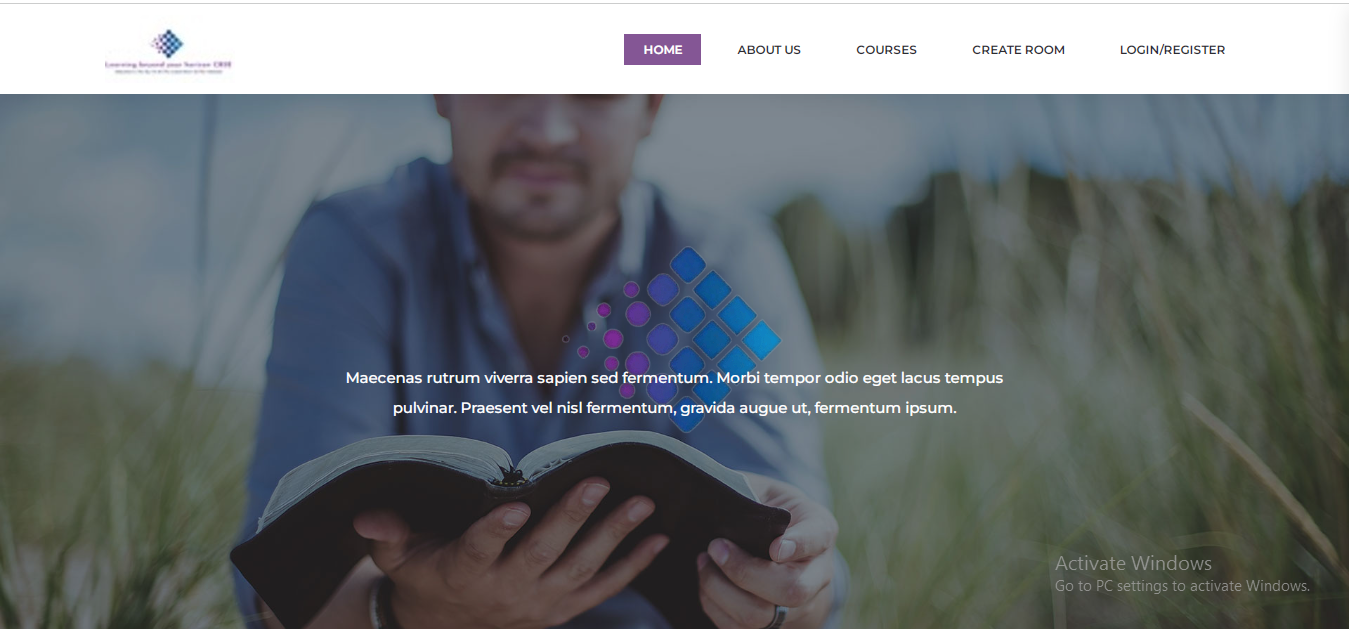 HOME
ABOUT US
COURSES
CREATE ROOM
LOGIN/REGISTER
Learning beyond your horizon
Maecenas rutrum viverra sapien sed fermentum. Morbi tempor odio eget lacus tempus
pulvinar. Praesent vel nisl fermentum, gravida augue ut, fermentum ipsum.
Activate Windows
Go to PC settings to activate Windows.